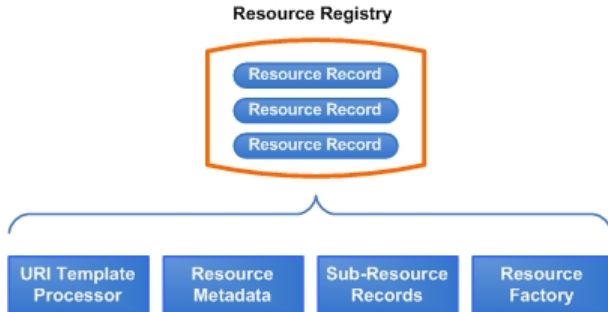 Resource Registry
Resource Record
Resource Record
Resource Record
URI Template
Processor
Resource
Metadata
Sub-Resource
Records
Resource
Factory